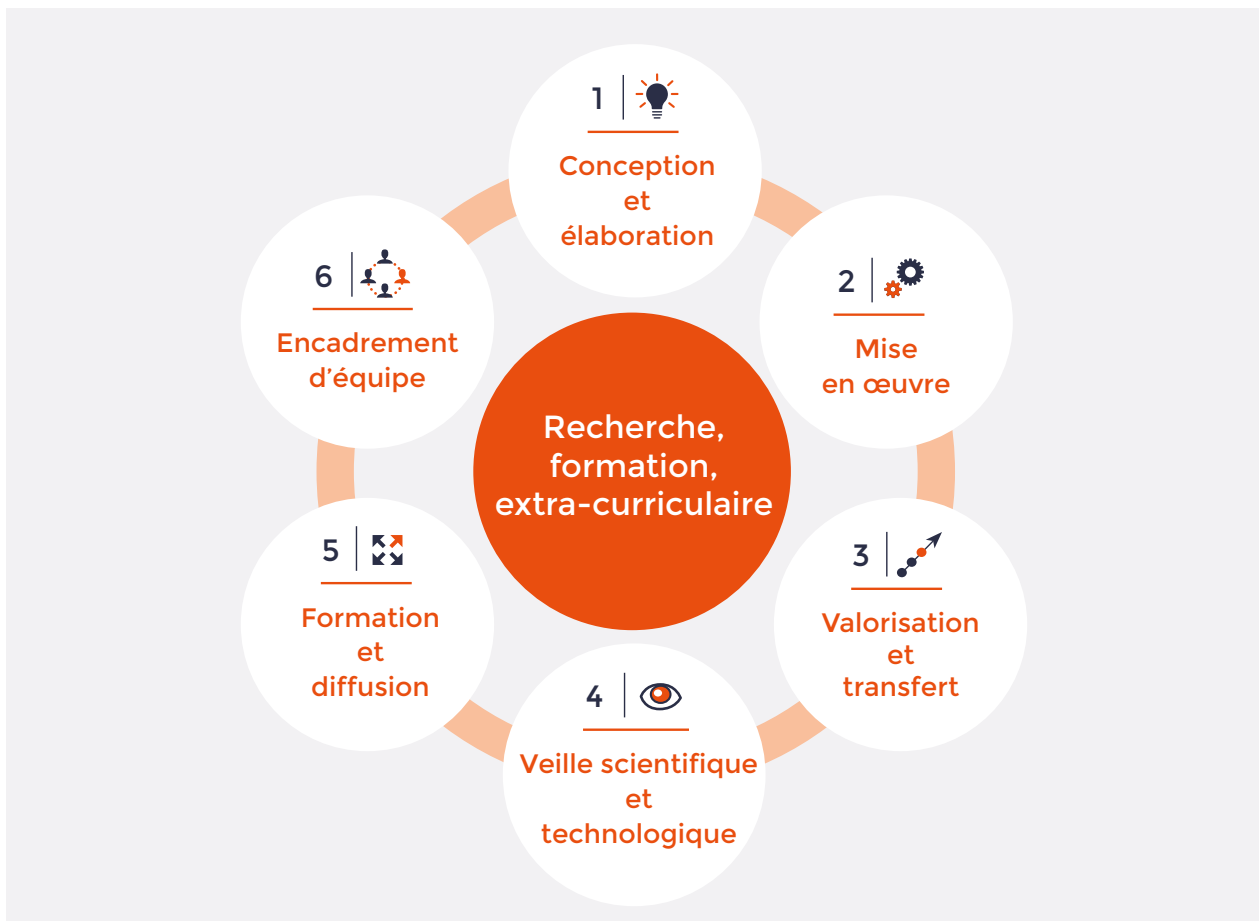 1
Conception
et
élaboration
2
Mise
en œuvre
3
Valorisation
et
transfert
4
Veille scientifique
et
technologique
5
Formation
et
diffusion
6
Encadrement
d’équipe
Recherche,
formation,
extra-curriculaire